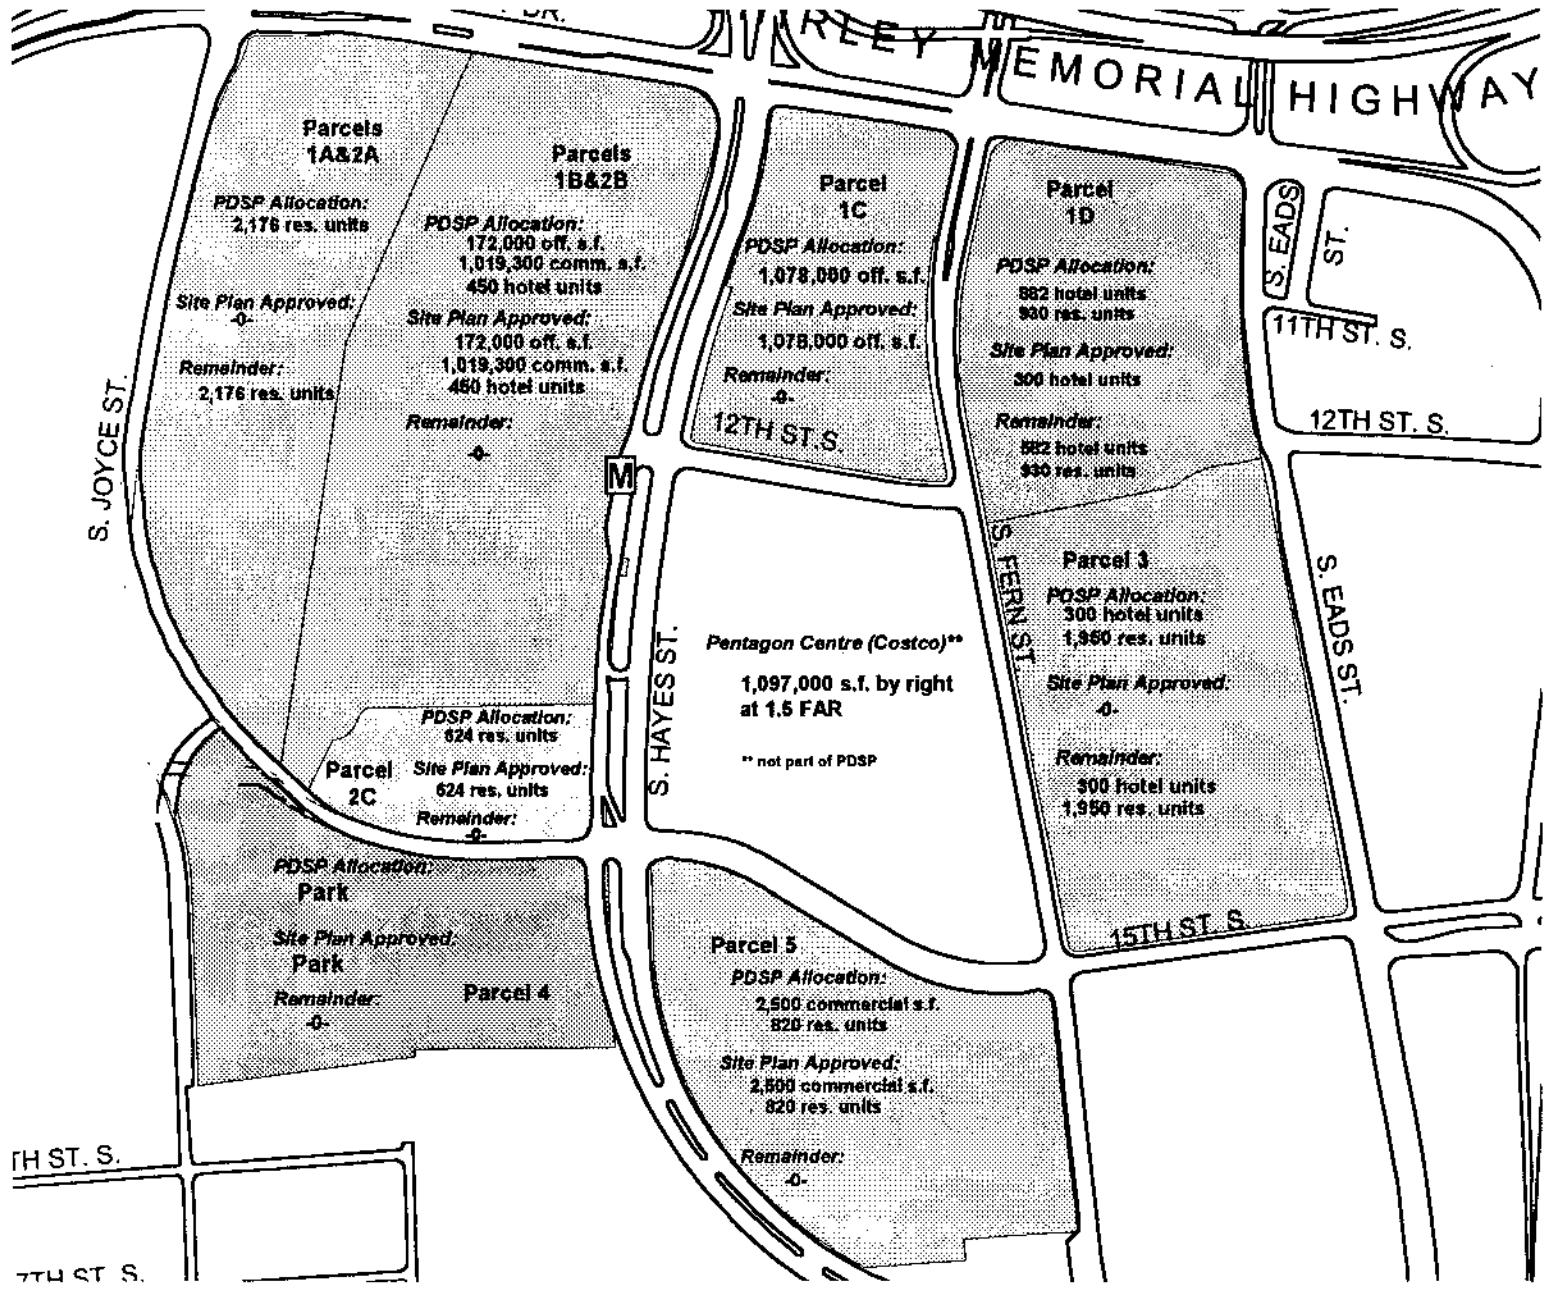 DR.
RLEY MEMORIAL HIGHWAY
Parcels
1A&2A
PDSP Allocation:
2,176 res. units
Site Plan Approved:
-0-
Remainder:
2,176 res. units
Parcels
1B&2B
PDSP Allocation:
172,000 off. s.f.
1,019,300 comm. s.f.
450 hotel units
Site Plan Approved:
172,000 off. s.f.
1,019,300 comm. s.f.
450 hotel units
Remainder:
-0-
Parcel
1C
PDSP Allocation:
1,078,000 off. s.f.
Site Plan Approved:
1,078,000 off. s.f.
Remainder:
-0-
12TH ST.S.
Parcel
1D
PDSP Allocation:
882 hotel units
930 res. units
Site Plan Approved:
300 hotel units
Remainder:
582 hotel units
930 res. units
S. EADS
ST.
11TH ST. S.
12TH ST. S.
S. JOYCE ST.
M
S. HAYES ST.
Pentagon Centre (Costco)**
1,097,000 s.f. by right
at 1.5 FAR
** not part of PDSP
S. FERN ST.
Parcel 3
PDSP Allocation:
300 hotel units
1,950 res. units
Site Plan Approved:
-0-
Remainder:
300 hotel units
1,950 res. units
S. EADS ST.
15TH ST. S.
Parcel
2C
PDSP Allocation:
624 res. units
Site Plan Approved:
624 res. units
Remainder:
-0-
PDSP Allocation:
Park
Site Plan Approved:
Park
Remainder:
-0-
Parcel 4
Parcel 5
PDSP Allocation:
2,500 commercial s.f.
820 res. units
Site Plan Approved:
2,500 commercial s.f.
820 res. units
Remainder:
-0-
TH ST. S.
7TH ST. S.